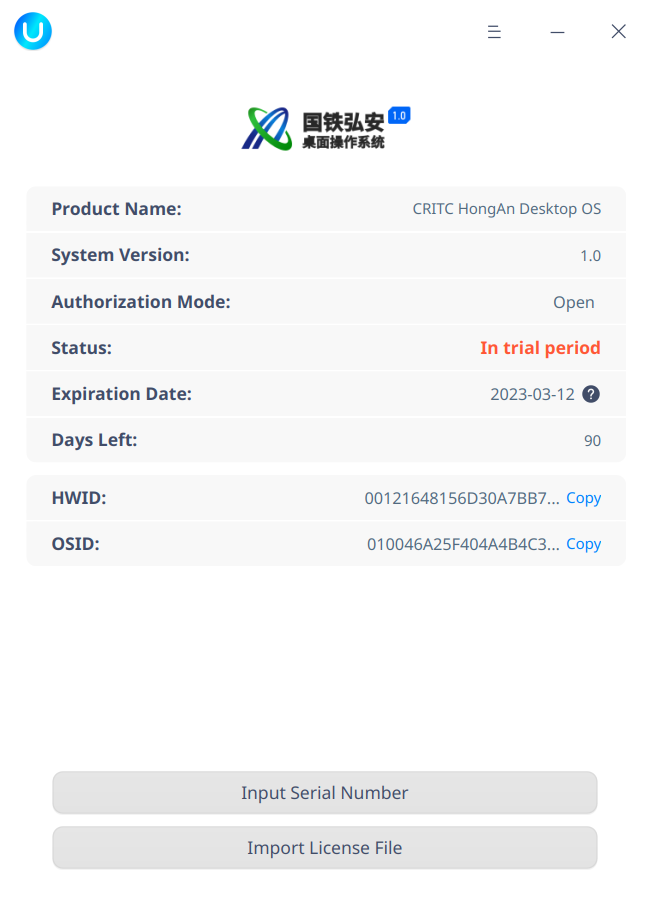 国铁弘安 1.0
桌面操作系统
Product Name: CRITC HongAn Desktop OS
System Version: 1.0
Authorization Mode: Open
Status: In trial period
Expiration Date: 2023-03-12 ?
Days Left: 90
HWID: 00121648156D30A7BB7... Copy
OSID: 010046A25F404A4B4C3... Copy
Input Serial Number
Import License File